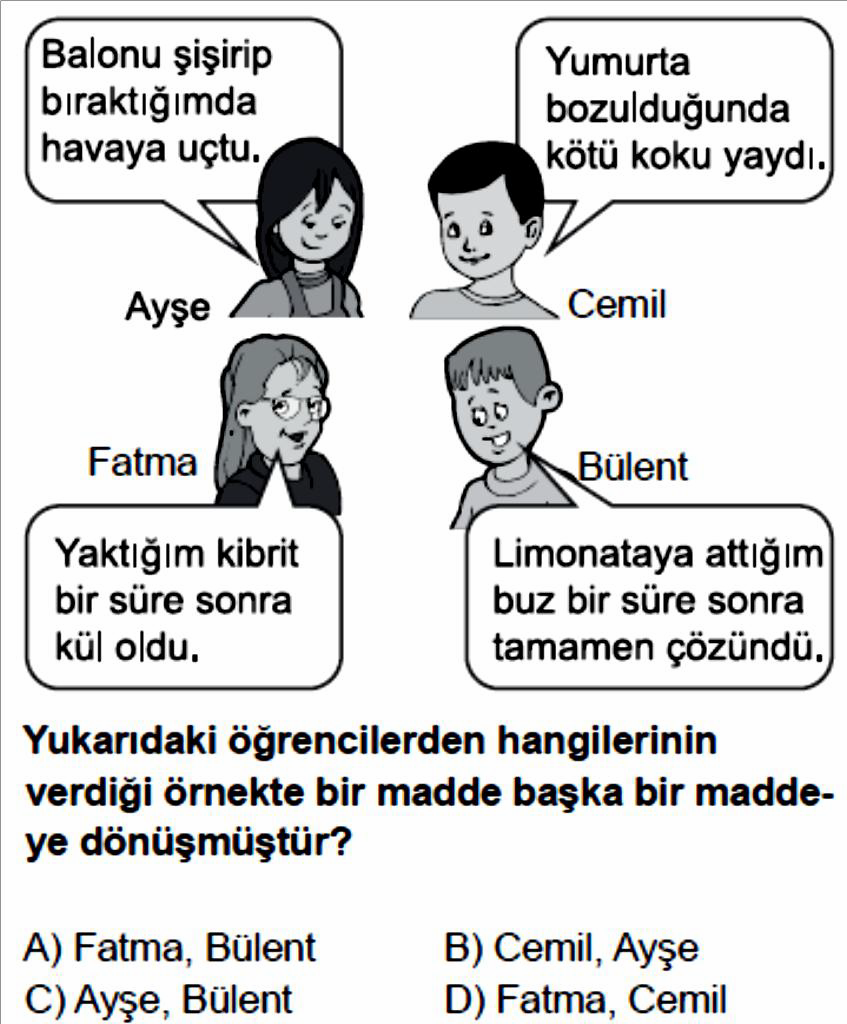 Balonu şişirip
bıraktığımda
havaya uçtu.
Yumurta
bozulduğunda
kötü koku yaydı.
Ayşe
Cemil
Fatma
Bülent
Yaktığım kibrit
bir süre sonra
kül oldu.
Limonataya attığım
buz bir süre sonra
tamamen çözündü.
Yukarıdaki öğrencilerden hangilerinin
verdiği örnekte bir madde başka bir madde-
ye dönüşmüştür?
A) Fatma, Bülent
B) Cemil, Ayşe
C) Ayşe, Bülent
D) Fatma, Cemil